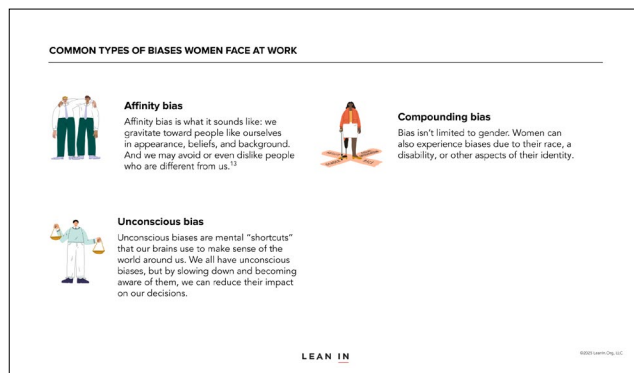 COMMON TYPES OF BIASES WOMEN FACE AT WORK
Affinity bias
Affinity bias is what it sounds like: we
gravitate toward people like ourselves
in appearance, beliefs, and background.
And we may avoid or even dislike people
who are different from us.13
Compounding bias
Bias isn't limited to gender. Women can
also experience biases due to their race, a
disability, or other aspects of their identity.
Unconscious bias
Unconscious biases are mental "shortcuts"
that our brains use to make sense of the
world around us. We all have unconscious
biases, but by slowing down and becoming
aware of them, we can reduce their impact
on our decisions.
LEAN IN